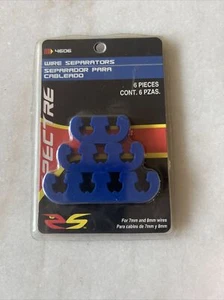 4606
WIRE SEPARATORS
SEPARADOR PARA
CABLEADO
6 PIECES
CONT. 6 PZAS.
SPECTRE
For 7mm and 8mm wires
Para cables de 7mm y 8mm